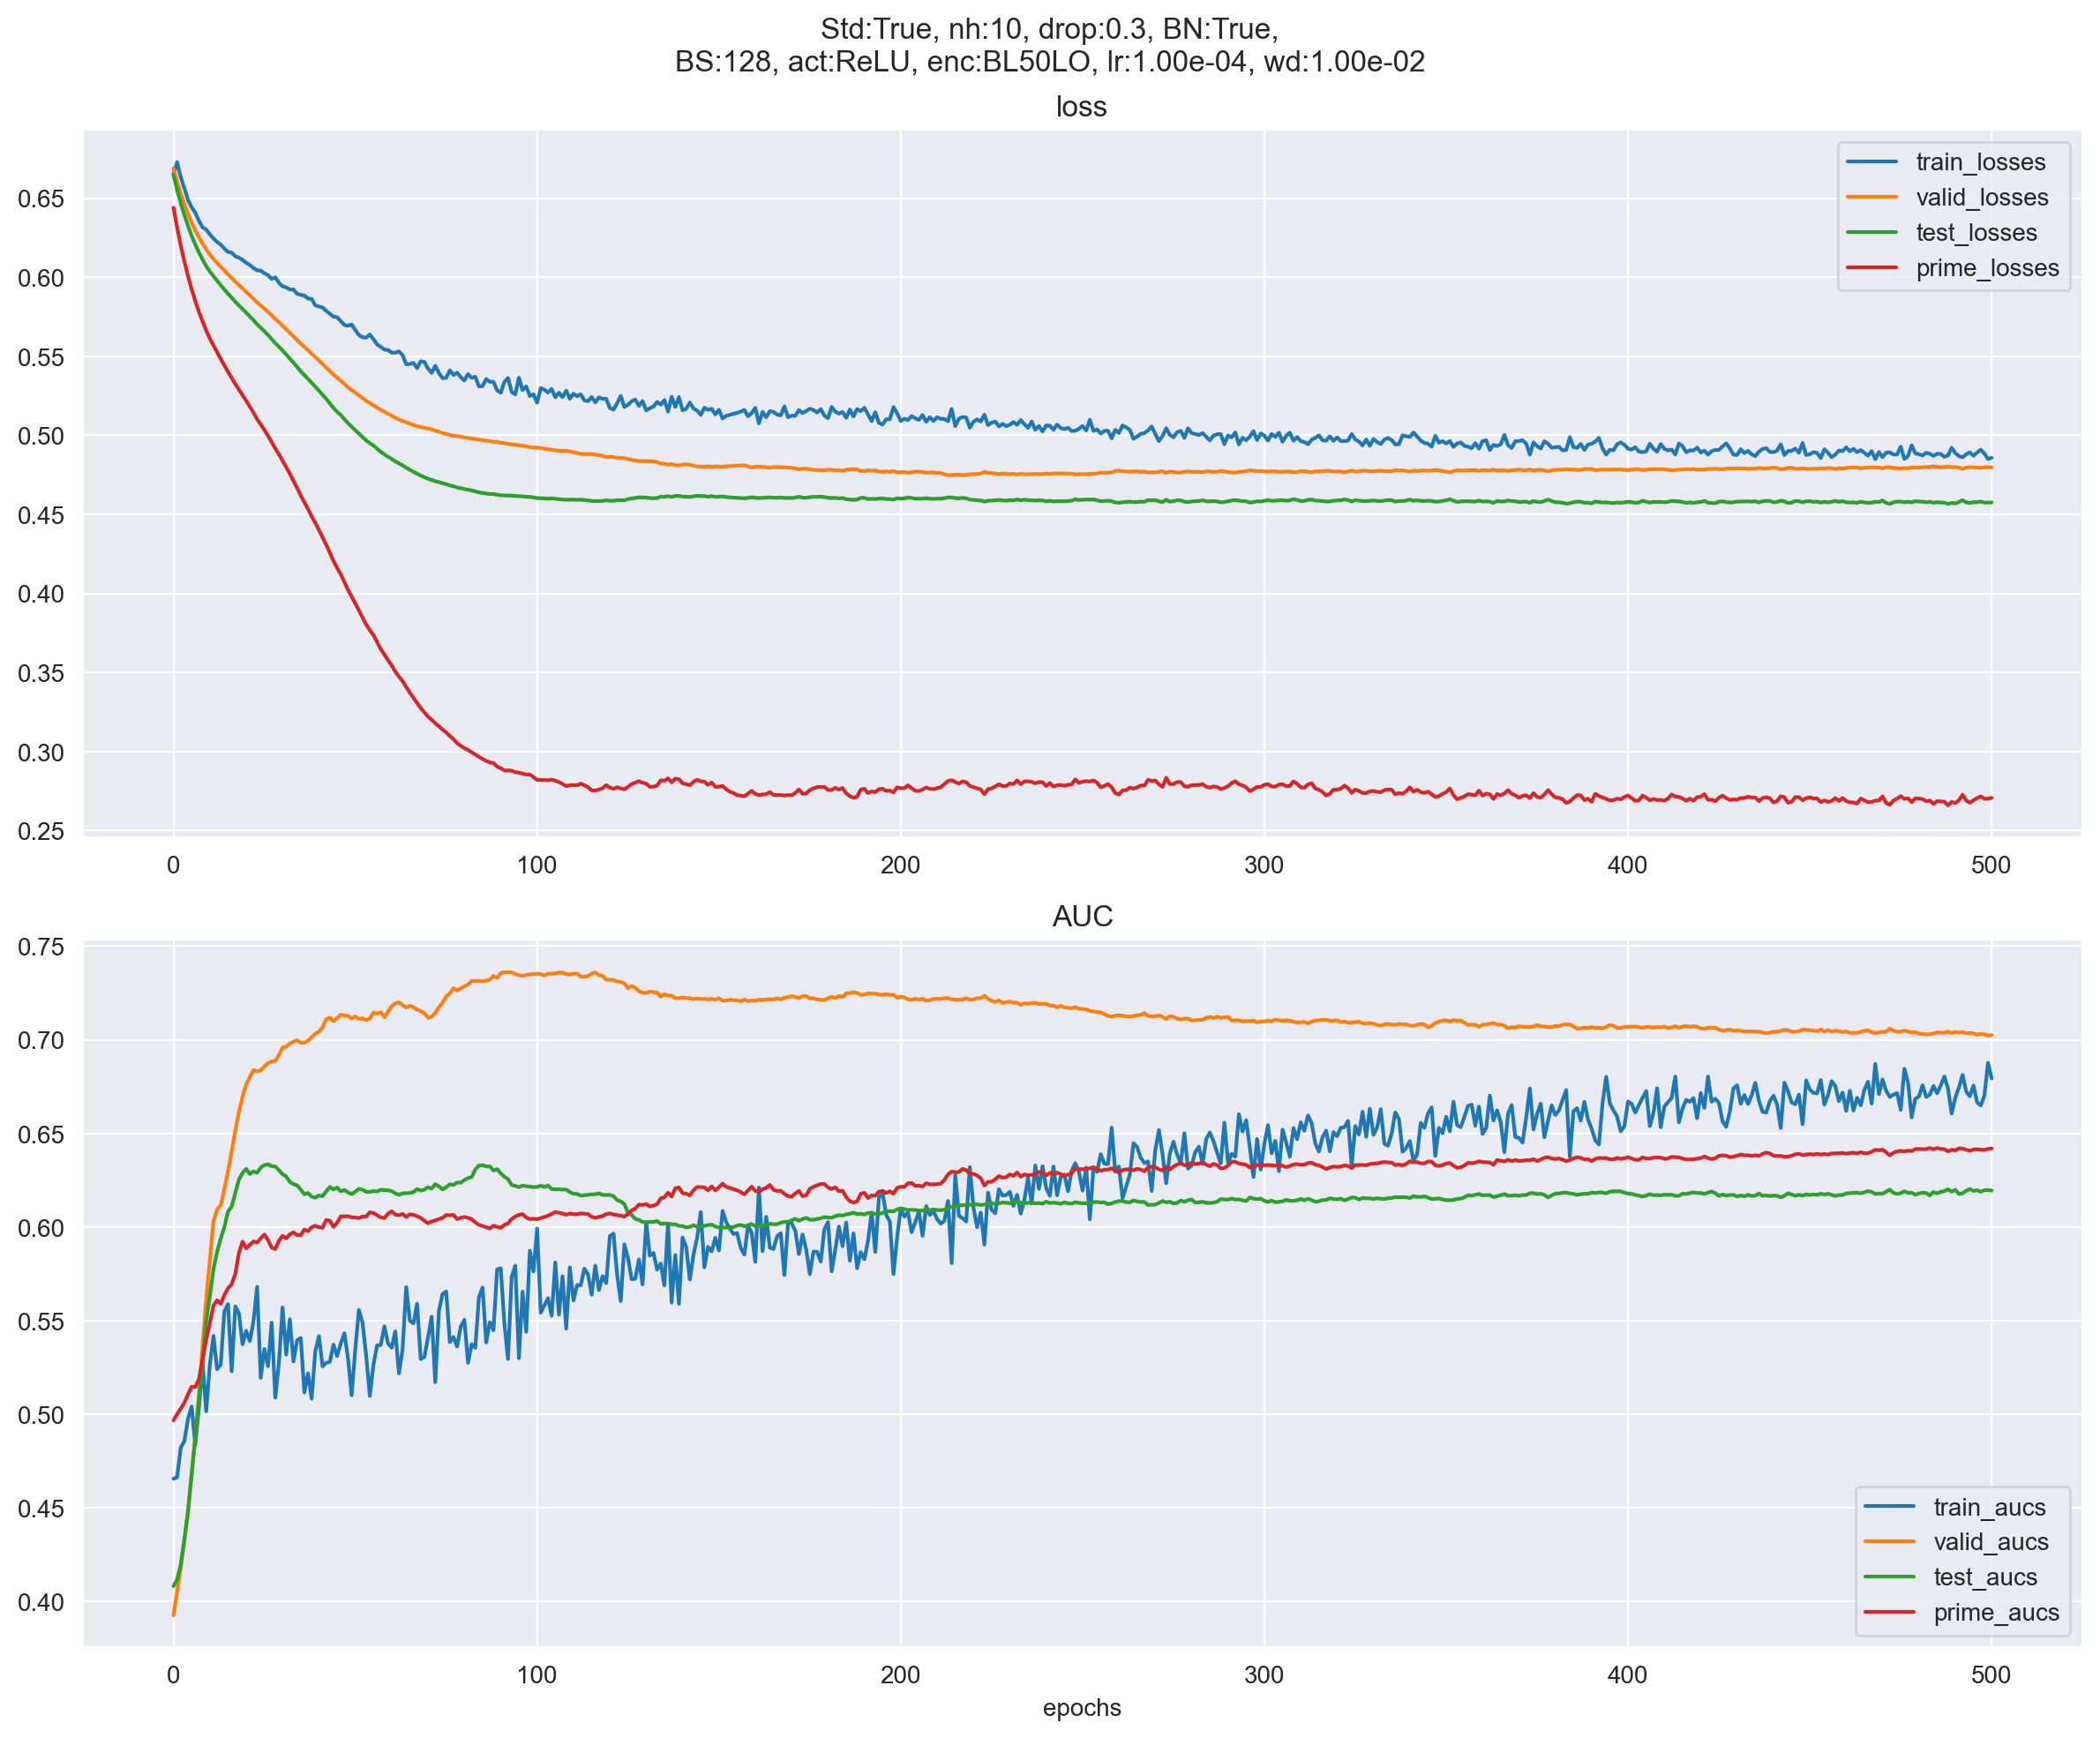 Std:True, nh:10, drop:0.3, BN:True,
BS:128, act:ReLU, enc:BL50LO, lr:1.00e-04, wd:1.00e-02
loss
0.65
0.60
0.55
0.50
0.45
0.40
0.35
0.30
0.25
train_losses
valid_losses
test_losses
prime_losses
0 100 200 300 400 500
AUC
0.75
0.70
0.65
0.60
0.55
0.50
0.45
0.40
train_aucs
valid_aucs
test_aucs
prime_aucs
0 100 200 300 400 500
epochs